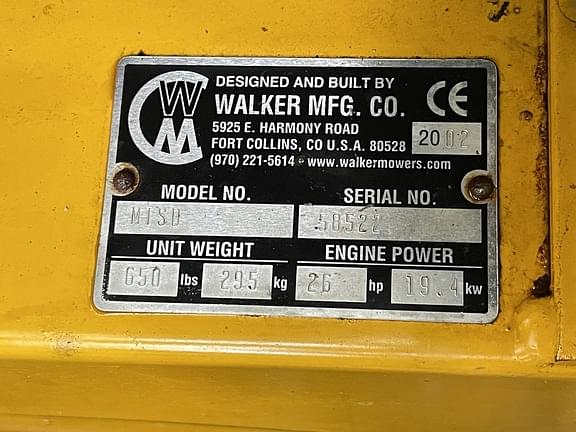 DESIGNED AND BUILT BY
WALKER MFG. CO. CE
5925 E. HARMONY ROAD
FORT COLLINS, CO U.S.A. 80528 2002
(970) 221-5614 • www.walkermowers.com
WM
MODEL NO. SERIAL NO.
MTSD 58522
UNIT WEIGHT ENGINE POWER
650 lbs 295 kg 26 hp 19.4 kw